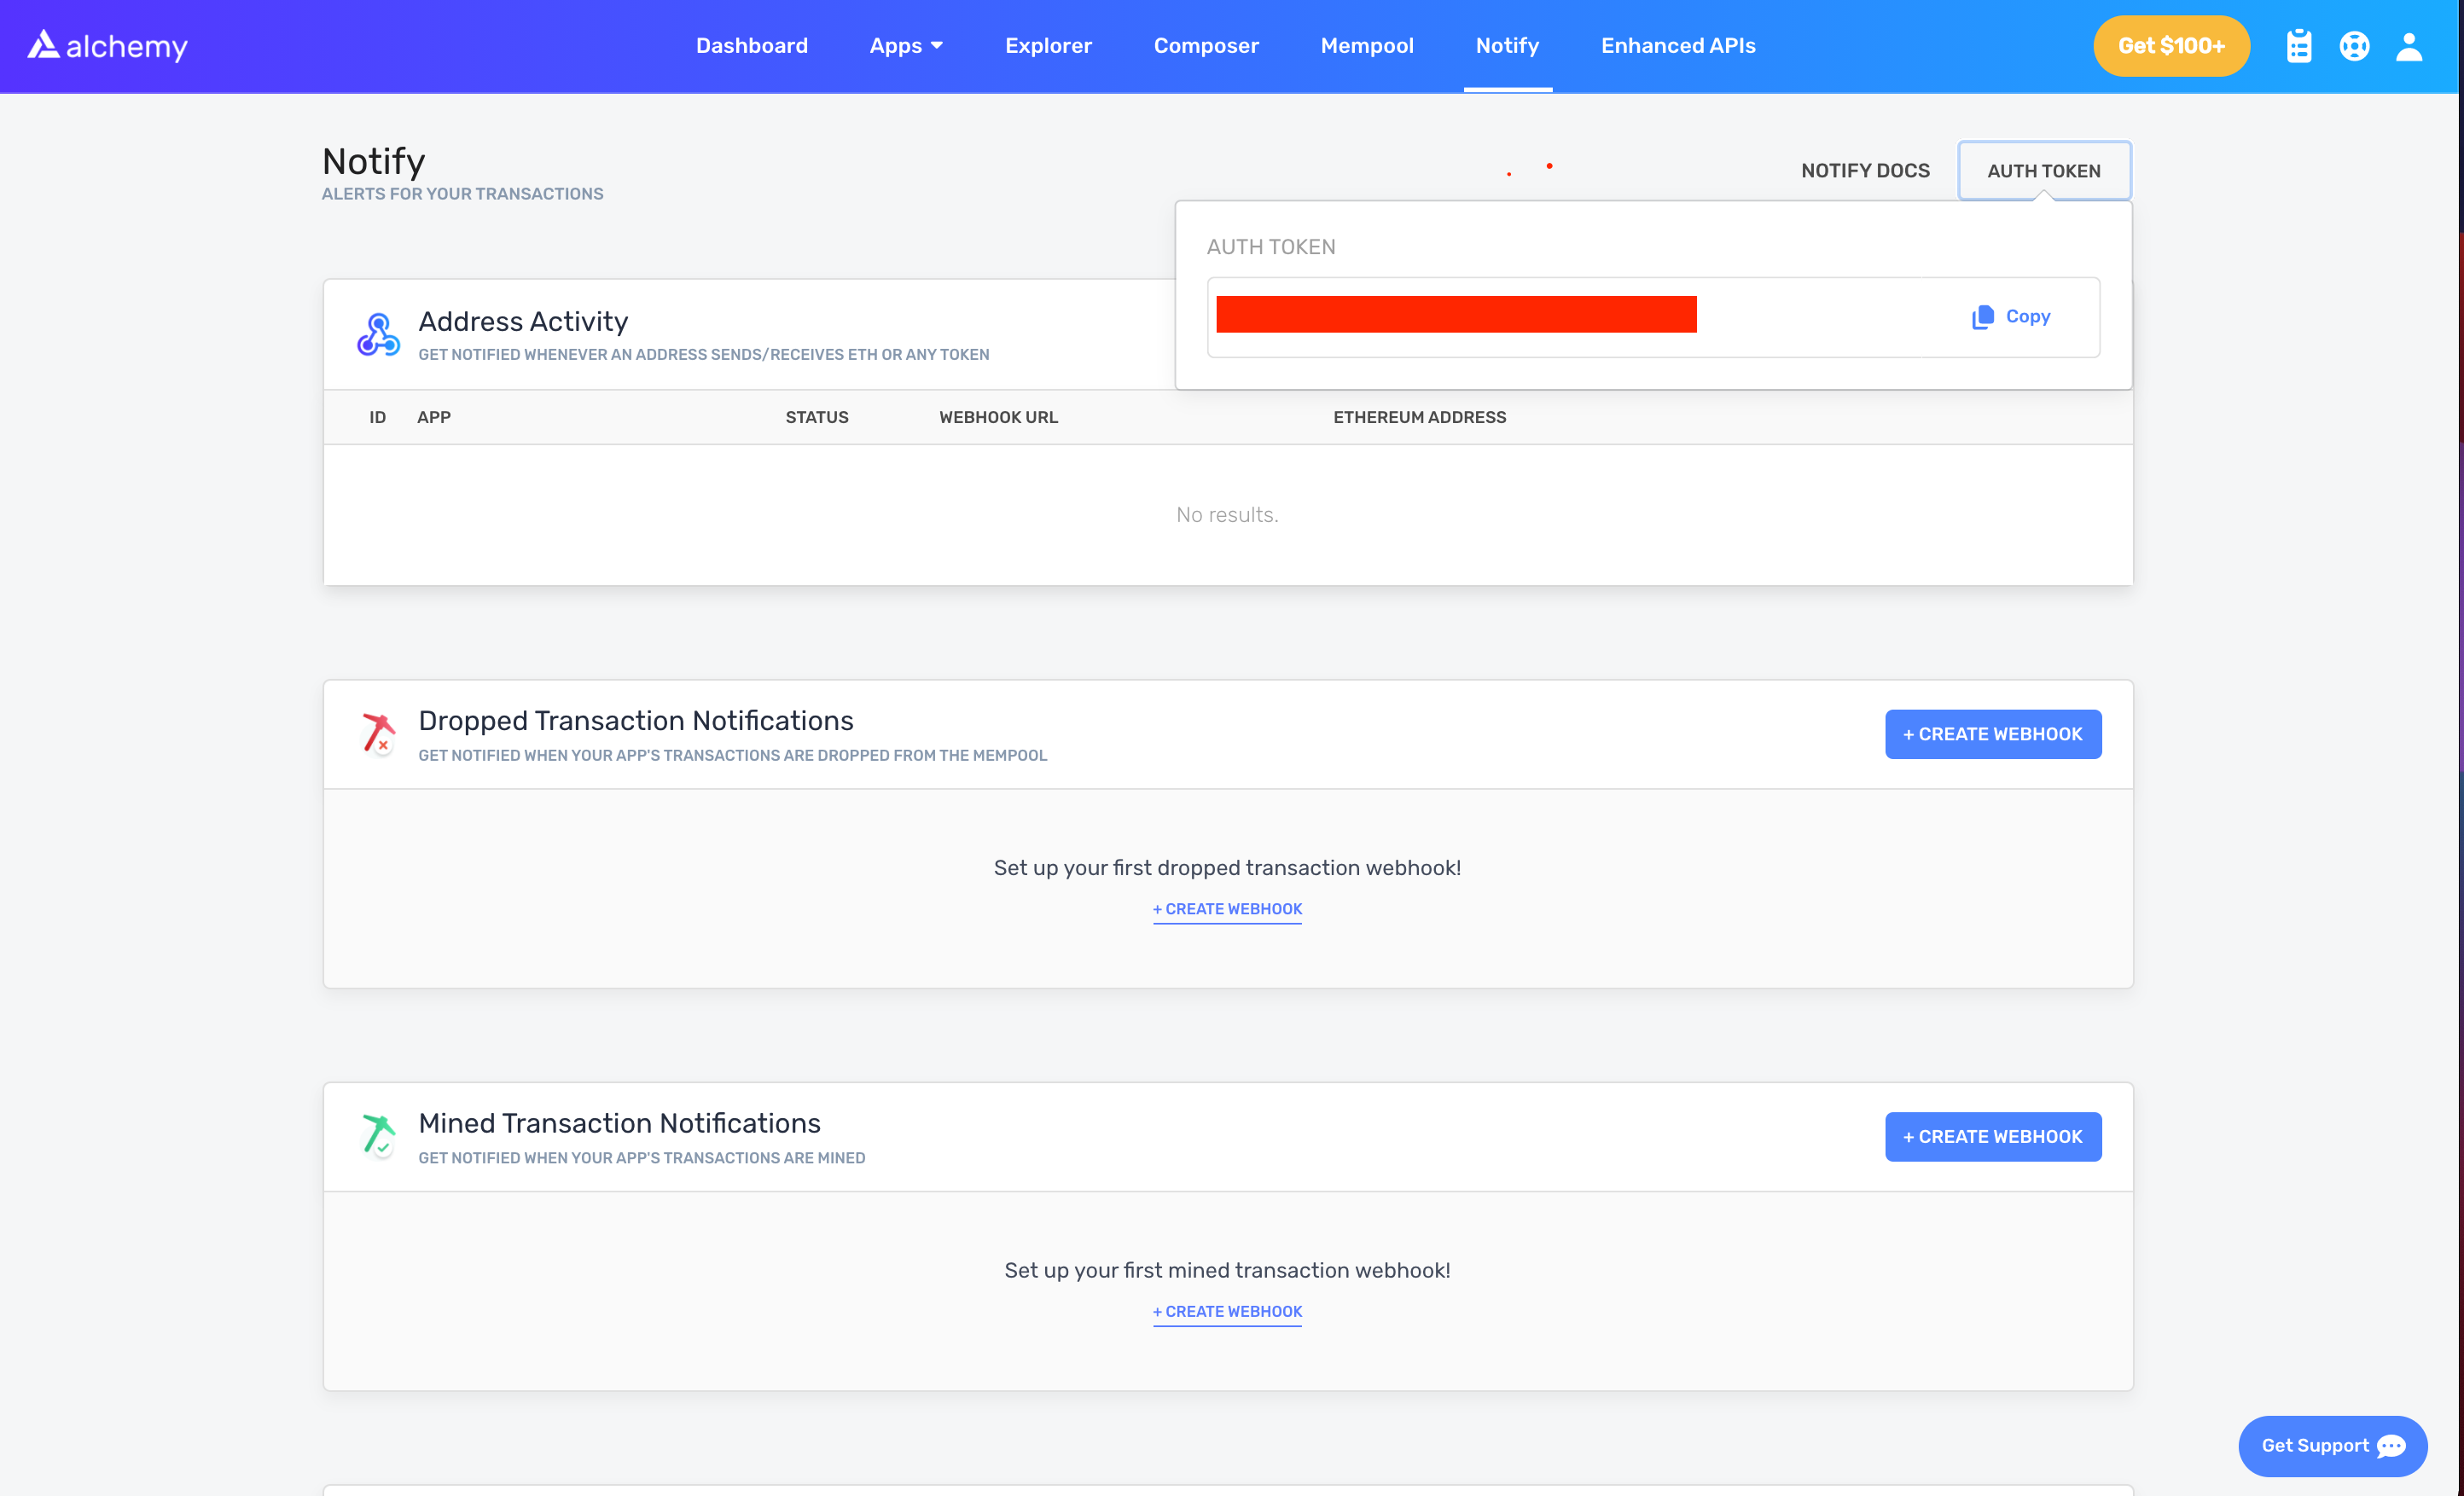 alchemy
Dashboard
Apps
Explorer
Composer
Mempool
Notify
Enhanced APIs
Get $100+
Notify
ALERTS FOR YOUR TRANSACTIONS
NOTIFY DOCS
AUTH TOKEN
AUTH TOKEN
Copy
Address Activity
GET NOTIFIED WHENEVER AN ADDRESS SENDS/RECEIVES ETH OR ANY TOKEN
ID
APP
STATUS
WEBHOOK URL
ETHEREUM ADDRESS
No results.
Dropped Transaction Notifications
GET NOTIFIED WHEN YOUR APP'S TRANSACTIONS ARE DROPPED FROM THE MEMPOOL
+ CREATE WEBHOOK
Set up your first dropped transaction webhook!
+ CREATE WEBHOOK
Mined Transaction Notifications
GET NOTIFIED WHEN YOUR APP'S TRANSACTIONS ARE MINED
+ CREATE WEBHOOK
Set up your first mined transaction webhook!
+ CREATE WEBHOOK
Get Support